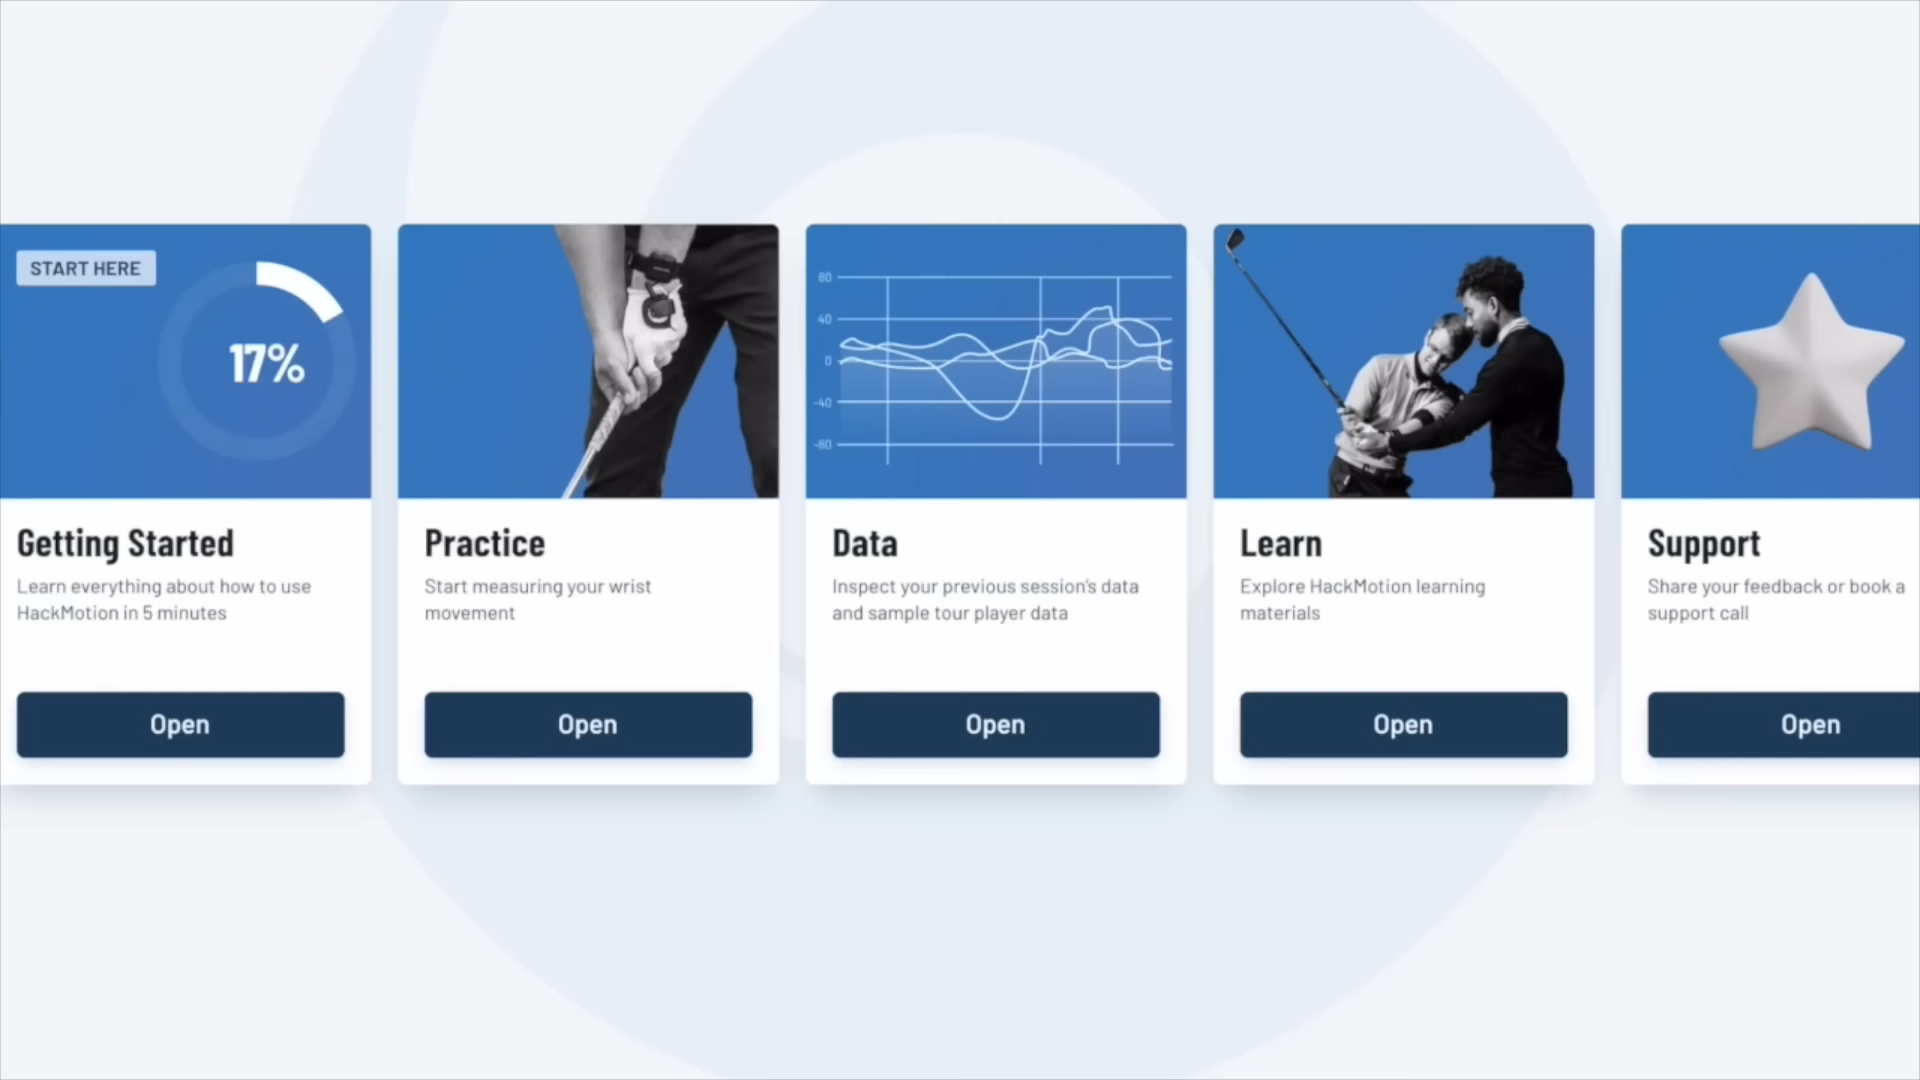 START HERE
17%
Getting Started
Learn everything about how to use
HackMotion in 5 minutes
Open
Practice
Start measuring your wrist
movement
Open
80
40
0
-40
-80
Data
Inspect your previous session's data
and sample tour player data
Open
Learn
Explore HackMotion learning
materials
Open
Support
Share your feedback or book a
support call
Open